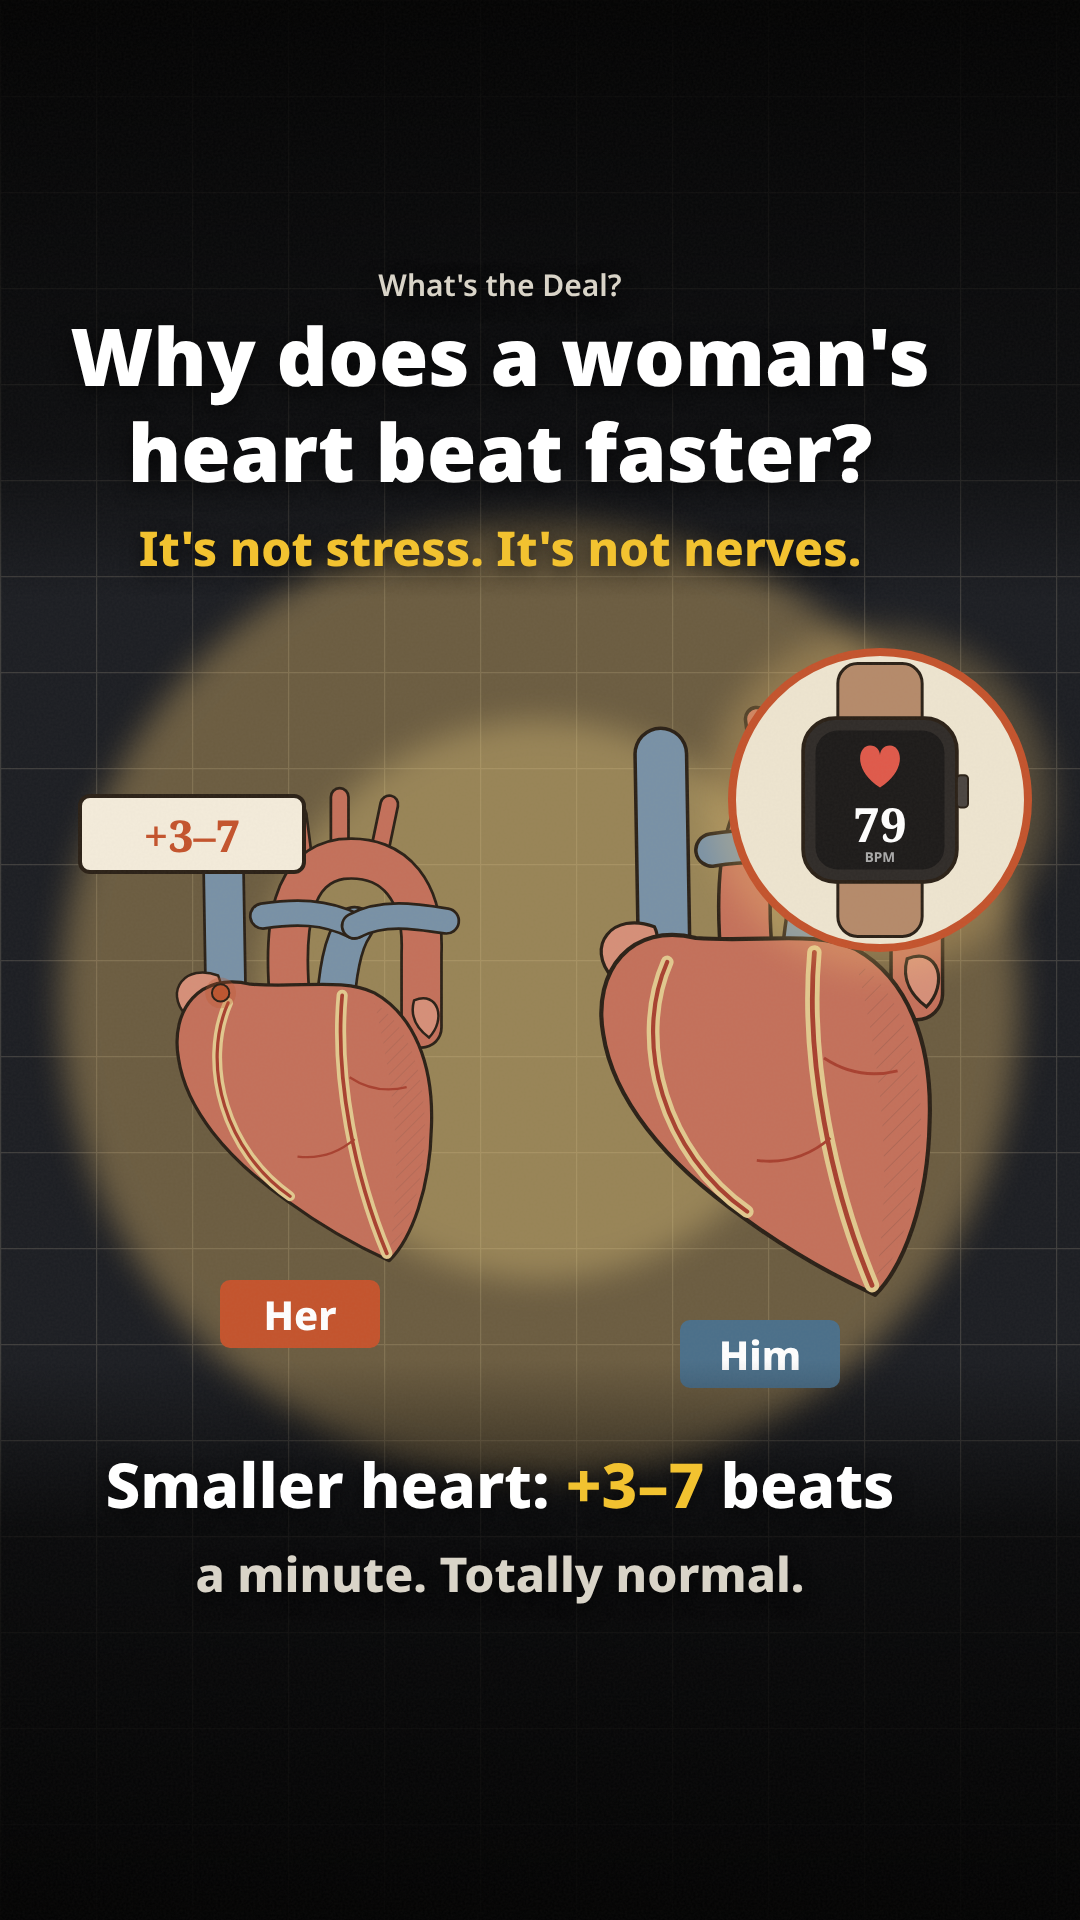 What's the Deal?
Why does a woman's
heart beat faster?
It's not stress. It's not nerves.
+3–7
79
BPM
Her
Him
Smaller heart: +3–7 beats
a minute. Totally normal.